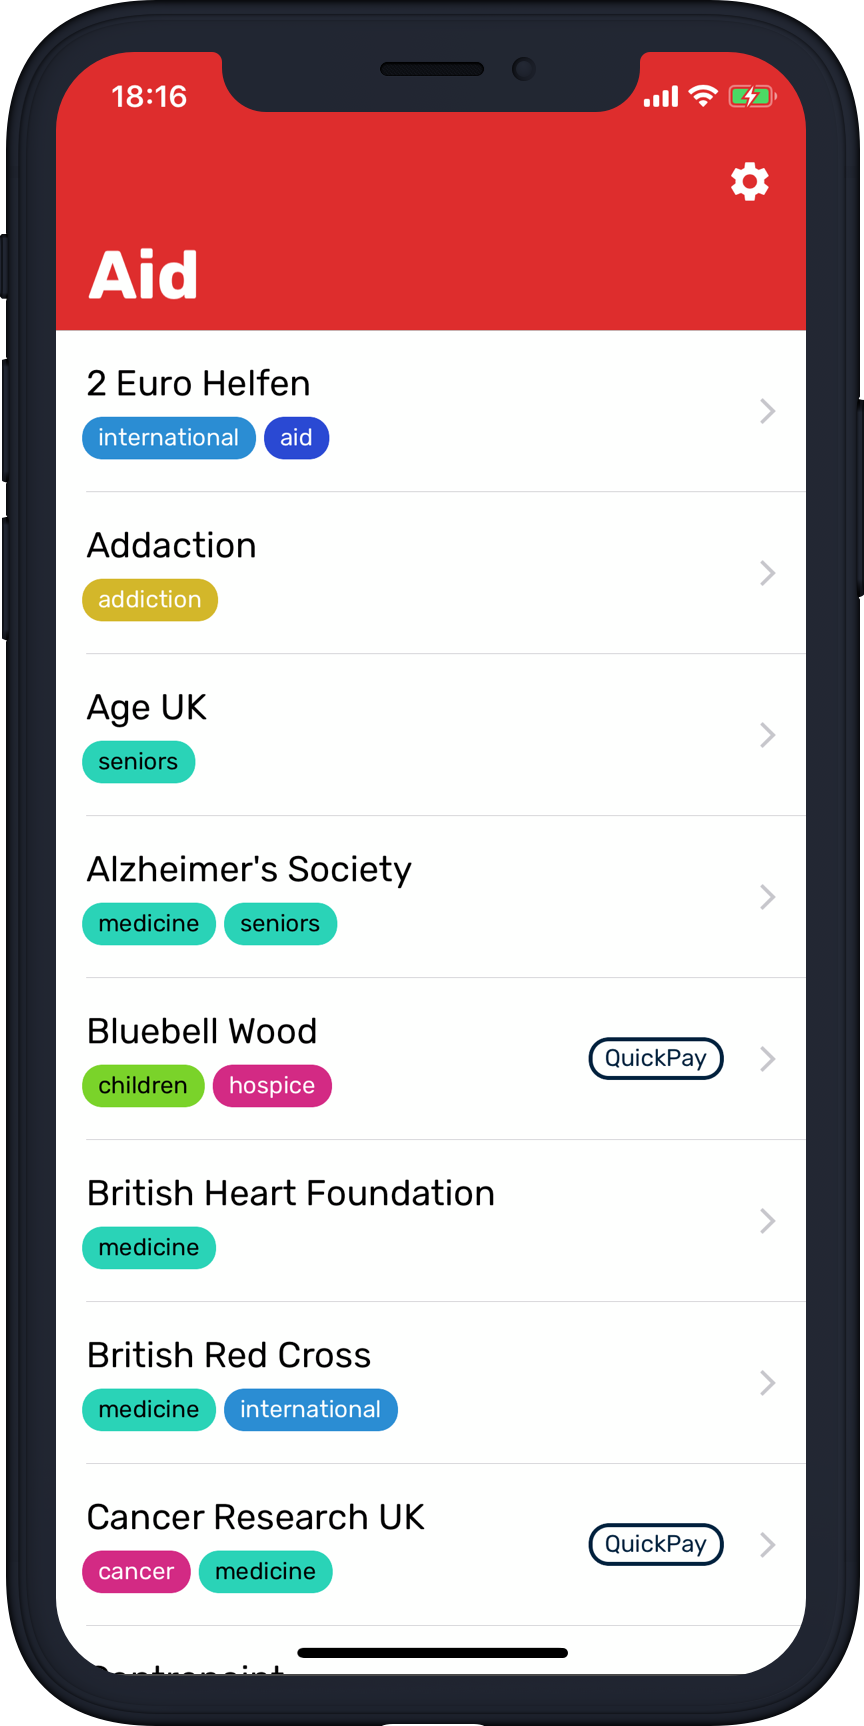 18:16
Aid
2 Euro Helfen
international aid
Addaction
addiction
Age UK
seniors
Alzheimer's Society
medicine seniors
Bluebell Wood
QuickPay
children hospice
British Heart Foundation
medicine
British Red Cross
medicine international
Cancer Research UK
QuickPay
cancer medicine